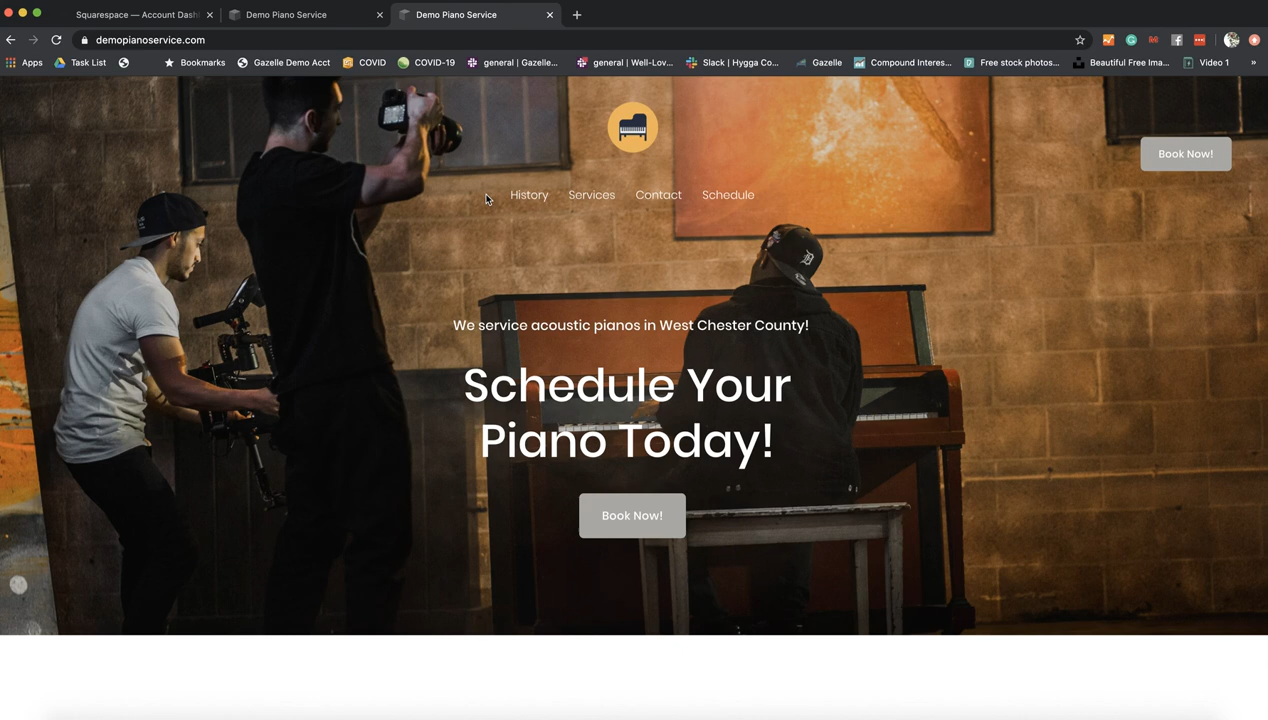 Squarespace — Account Dash
Demo Piano Service
Demo Piano Service
demopianoservice.com
Apps
Task List
Bookmarks
Gazelle Demo Acct
COVID
COVID-19
general | Gazelle...
general | Well-Lov...
Slack | Hygga Co...
Gazelle
Compound Interes...
Free stock photos...
Beautiful Free Ima...
Video 1
»
Book Now!
History Services Contact Schedule
We service acoustic pianos in West Chester County!
Schedule Your
Piano Today!
Book Now!